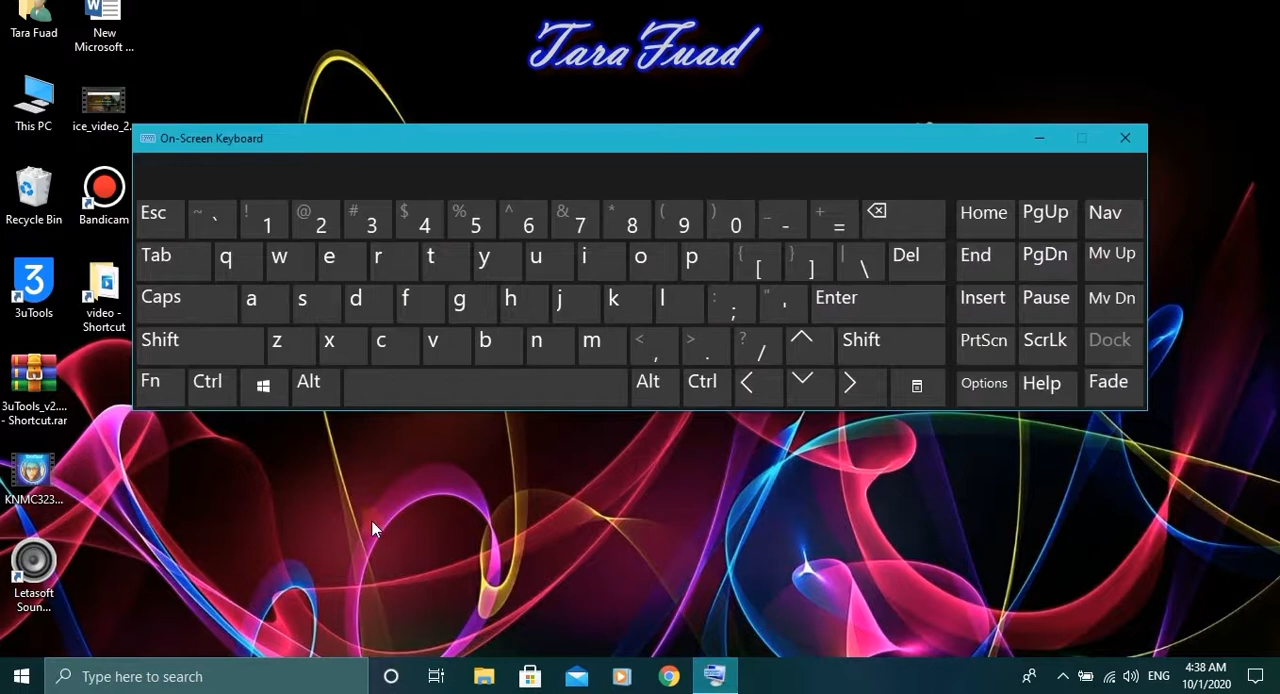 Tara Fuad
Tara Fuad
New
Microsoft ...
This PC
ice_video_2...
Recycle Bin
Bandicam
3uTools
video -
Shortcut
3uTools_v2....
- Shortcut.rar
KNMC323...
Letasoft
Soun...
On-Screen Keyboard
Esc ~ ` ! 1 @ 2 # 3 $ 4 % 5 ^ 6 & 7 * 8 ( 9 ) 0 _ - + = Home PgUp Nav
Tab q w e r t y u i o p { [ } ] | \ Del End PgDn Mv Up
Caps a s d f g h j k l : ; " ' Enter Insert Pause Mv Dn
Shift z x c v b n m < , > . ? / Shift PrtScn ScrLk Dock
Fn Ctrl Alt Alt Ctrl Options Help Fade
Type here to search
ENG
4:38 AM
10/1/2020